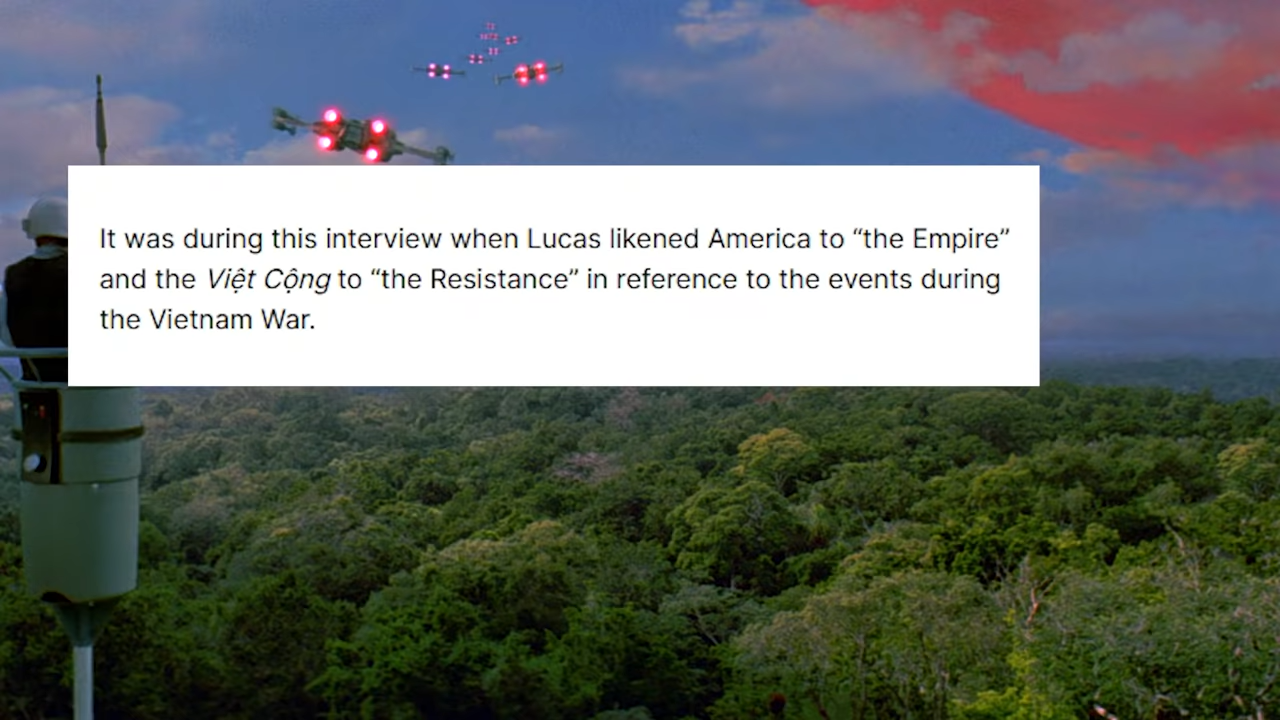 It was during this interview when Lucas likened America to “the Empire”
and the Việt Cộng to “the Resistance” in reference to the events during
the Vietnam War.